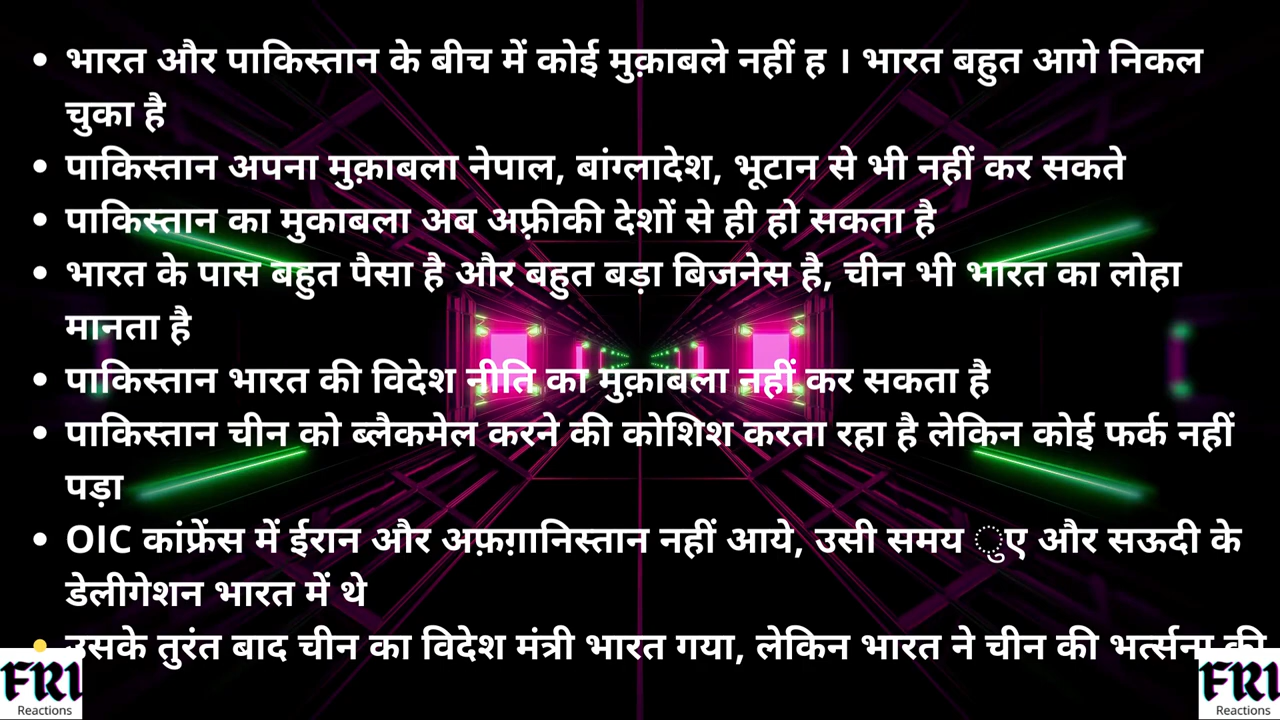 • भारत और पाकिस्तान के बीच में कोई मुक़ाबले नहीं ह । भारत बहुत आगे निकल
चुका है
• पाकिस्तान अपना मुक़ाबला नेपाल, बांग्लादेश, भूटान से भी नहीं कर सकते
• पाकिस्तान का मुकाबला अब अफ़्रीकी देशों से ही हो सकता है
• भारत के पास बहुत पैसा है और बहुत बड़ा बिजनेस है, चीन भी भारत का लोहा
मानता है
• पाकिस्तान भारत की विदेश नीति का मुक़ाबला नहीं कर सकता है
• पाकिस्तान चीन को ब्लैकमेल करने की कोशिश करता रहा है लेकिन कोई फर्क नहीं
पड़ा
• OIC कांफ्रेंस में ईरान और अफ़ग़ानिस्तान नहीं आये, उसी समय ुए और सऊदी के
डेलीगेशन भारत में थे
• उसके तुरंत बाद चीन का विदेश मंत्री भारत गया, लेकिन भारत ने चीन की भर्त्सना की
FRI
Reactions
FRI
Reactions